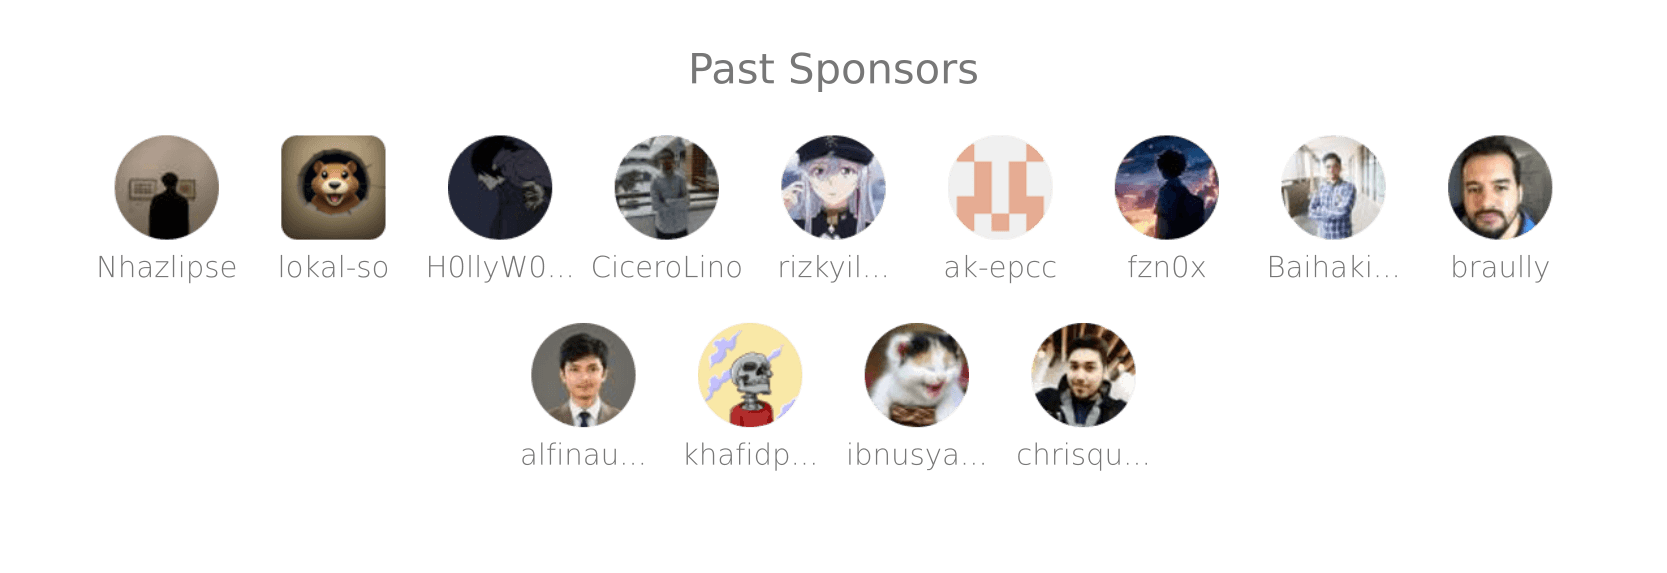 Past Sponsors
Nhazlipse lokal-so H0llyW0... CiceroLino rizkyil... ak-epcc fzn0x Baihaki... braully
alfinau... khafidp... ibnusya... chrisqu...